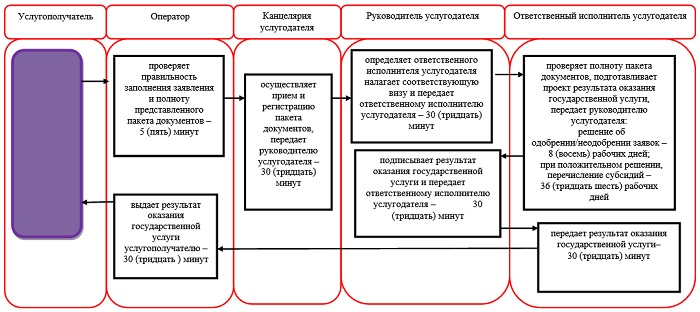 Услугополучатель
Оператор
Канцелярия
услугодателя
Руководитель услугодателя
Ответственный исполнитель услугодателя
проверяет
правильность
заполнения заявления
и полноту
представленного
пакета документов –
5 (пять) минут
осуществляет
прием и
регистрацию
пакета
документов,
передает
руководителю
услугодателя –
30 (тридцать)
минут
определяет ответственного
исполнителя услугодателя
налагает соответствующую
визу и передает
ответственному исполнителю
услугодателя – 30 (тридцать)
минут
проверяет полноту пакета
документов, подготавливает
проект результата оказания
государственной услуги,
передает руководителю
услугодателя:
решение об
одобрении/неодобрении заявок –
8 (восемь) рабочих дней;
при положительном решении,
перечисление субсидий –
36 (тридцать шесть) рабочих
дней
подписывает результат
оказания государственной
услуги и передает
ответственному исполнителю
услугодателя – 30
(тридцать) минут
выдает результат
оказания
государственной
услуги
услугополучателю –
30 (тридцать ) минут
передает результат оказания
государственной услуги–
30 (тридцать) минут